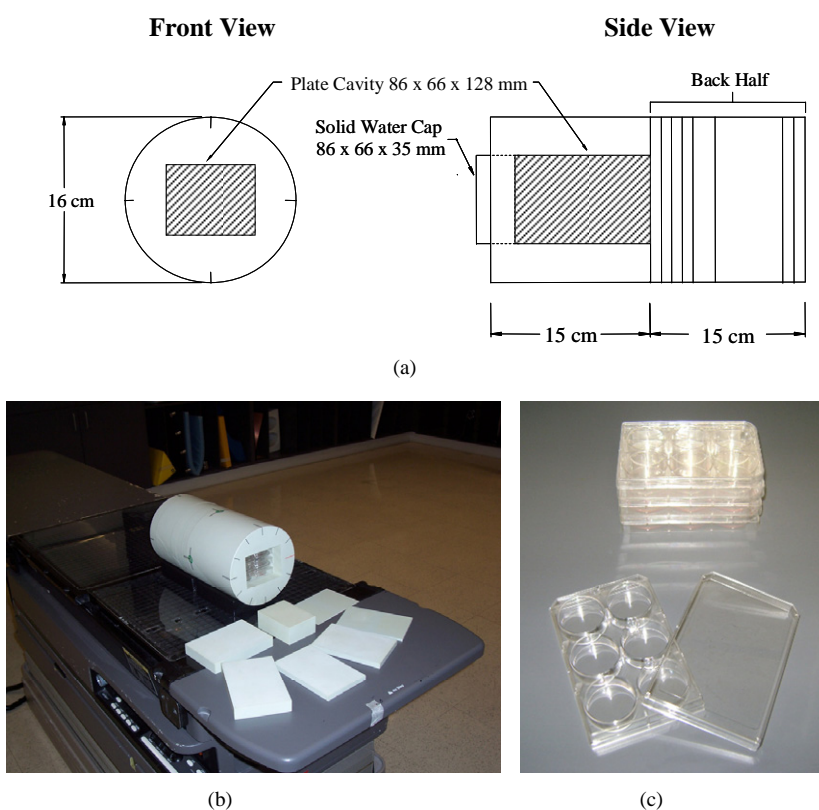 Front View
Side View
Plate Cavity 86 x 66 x 128 mm
Back Half
Solid Water Cap
86 x 66 x 35 mm
16 cm
15 cm
15 cm
(a)
(b)
(c)